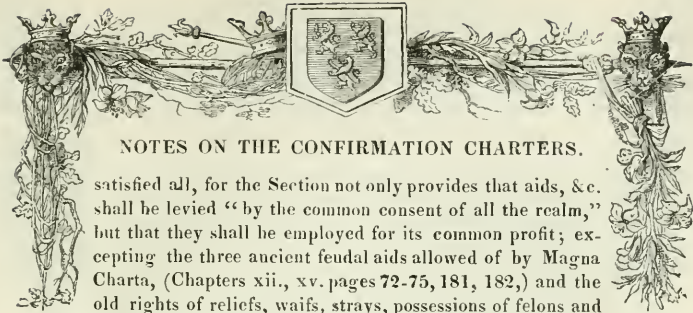 NOTES ON THE CONFIRMATION CHARTERS.
satisfied all, for the Section not only provides that aids, &c.
shall be levied “by the common consent of all the realm,”
but that they shall be employed for its common profit; ex-
cepting the three ancient feudal aids allowed of by Magna
Charta, (Chapters xii., xv. pages 72-75, 181, 182,) and the
old rights of reliefs, waifs, strays, possessions of felons and